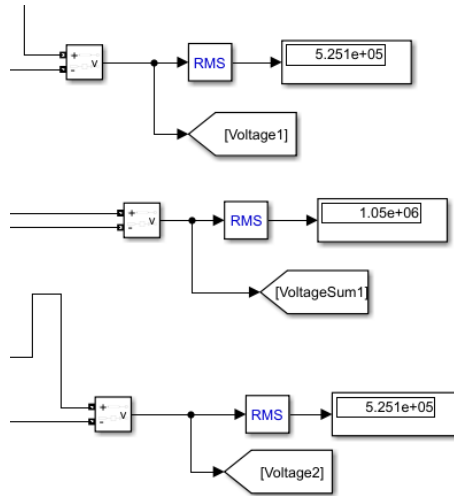 +
-
v
RMS
5.251e+05
[Voltage1]
+
-
v
RMS
1.05e+06
[VoltageSum1]
+
-
v
RMS
5.251e+05
[Voltage2]